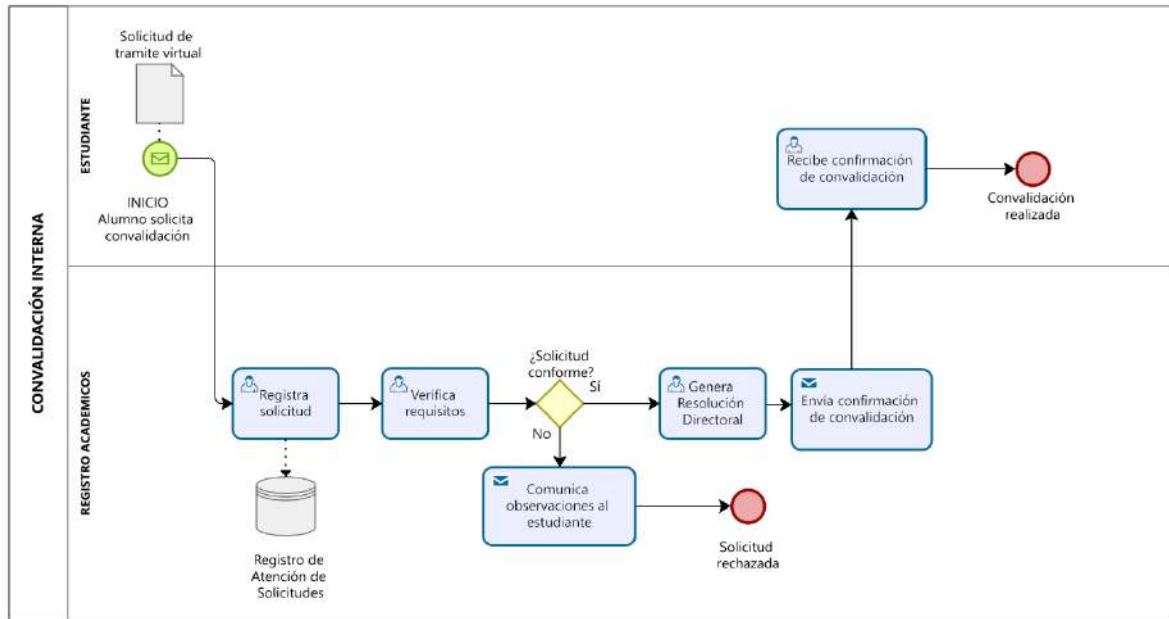 CONVALIDACIÓN INTERNA
ESTUDIANTE
Solicitud de
tramite virtual
INICIO
Alumno solicita
convalidación
Recibe confirmación
de convalidación
Convalidación
realizada
REGISTRO ACADEMICOS
Registra
solicitud
Verifica
requisitos
¿Solicitud
conforme?
Sí
No
Genera
Resolución
Directoral
Envía confirmación
de convalidación
Comunica
observaciones al
estudiante
Solicitud
rechazada
Registro de
Atención de
Solicitudes